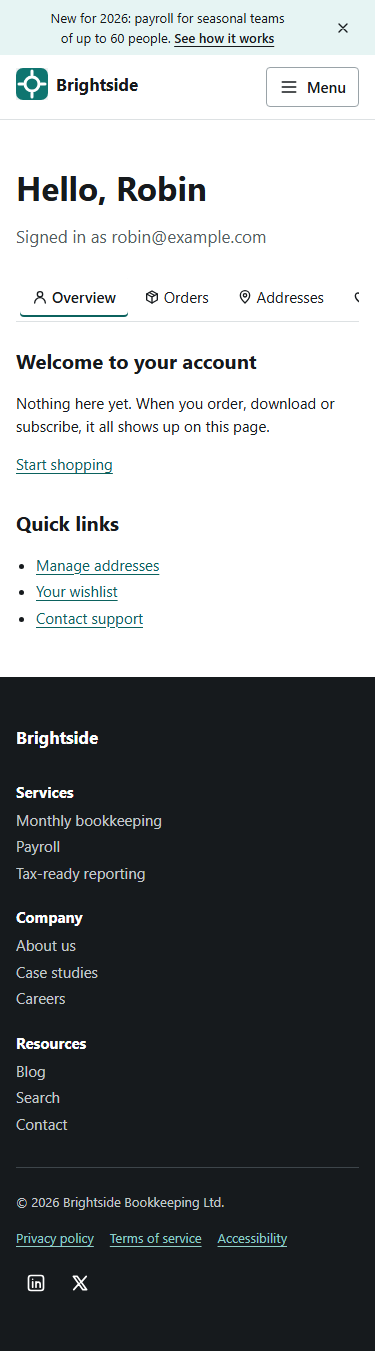 New for 2026: payroll for seasonal teams
of up to 60 people. See how it works
Brightside
Menu
Hello, Robin
Signed in as robin@example.com
Overview
Orders
Addresses
Welcome to your account
Nothing here yet. When you order, download or
subscribe, it all shows up on this page.
Start shopping
Quick links
Manage addresses
Your wishlist
Contact support
Brightside
Services
Monthly bookkeeping
Payroll
Tax-ready reporting
Company
About us
Case studies
Careers
Resources
Blog
Search
Contact
© 2026 Brightside Bookkeeping Ltd.
Privacy policy
Terms of service
Accessibility